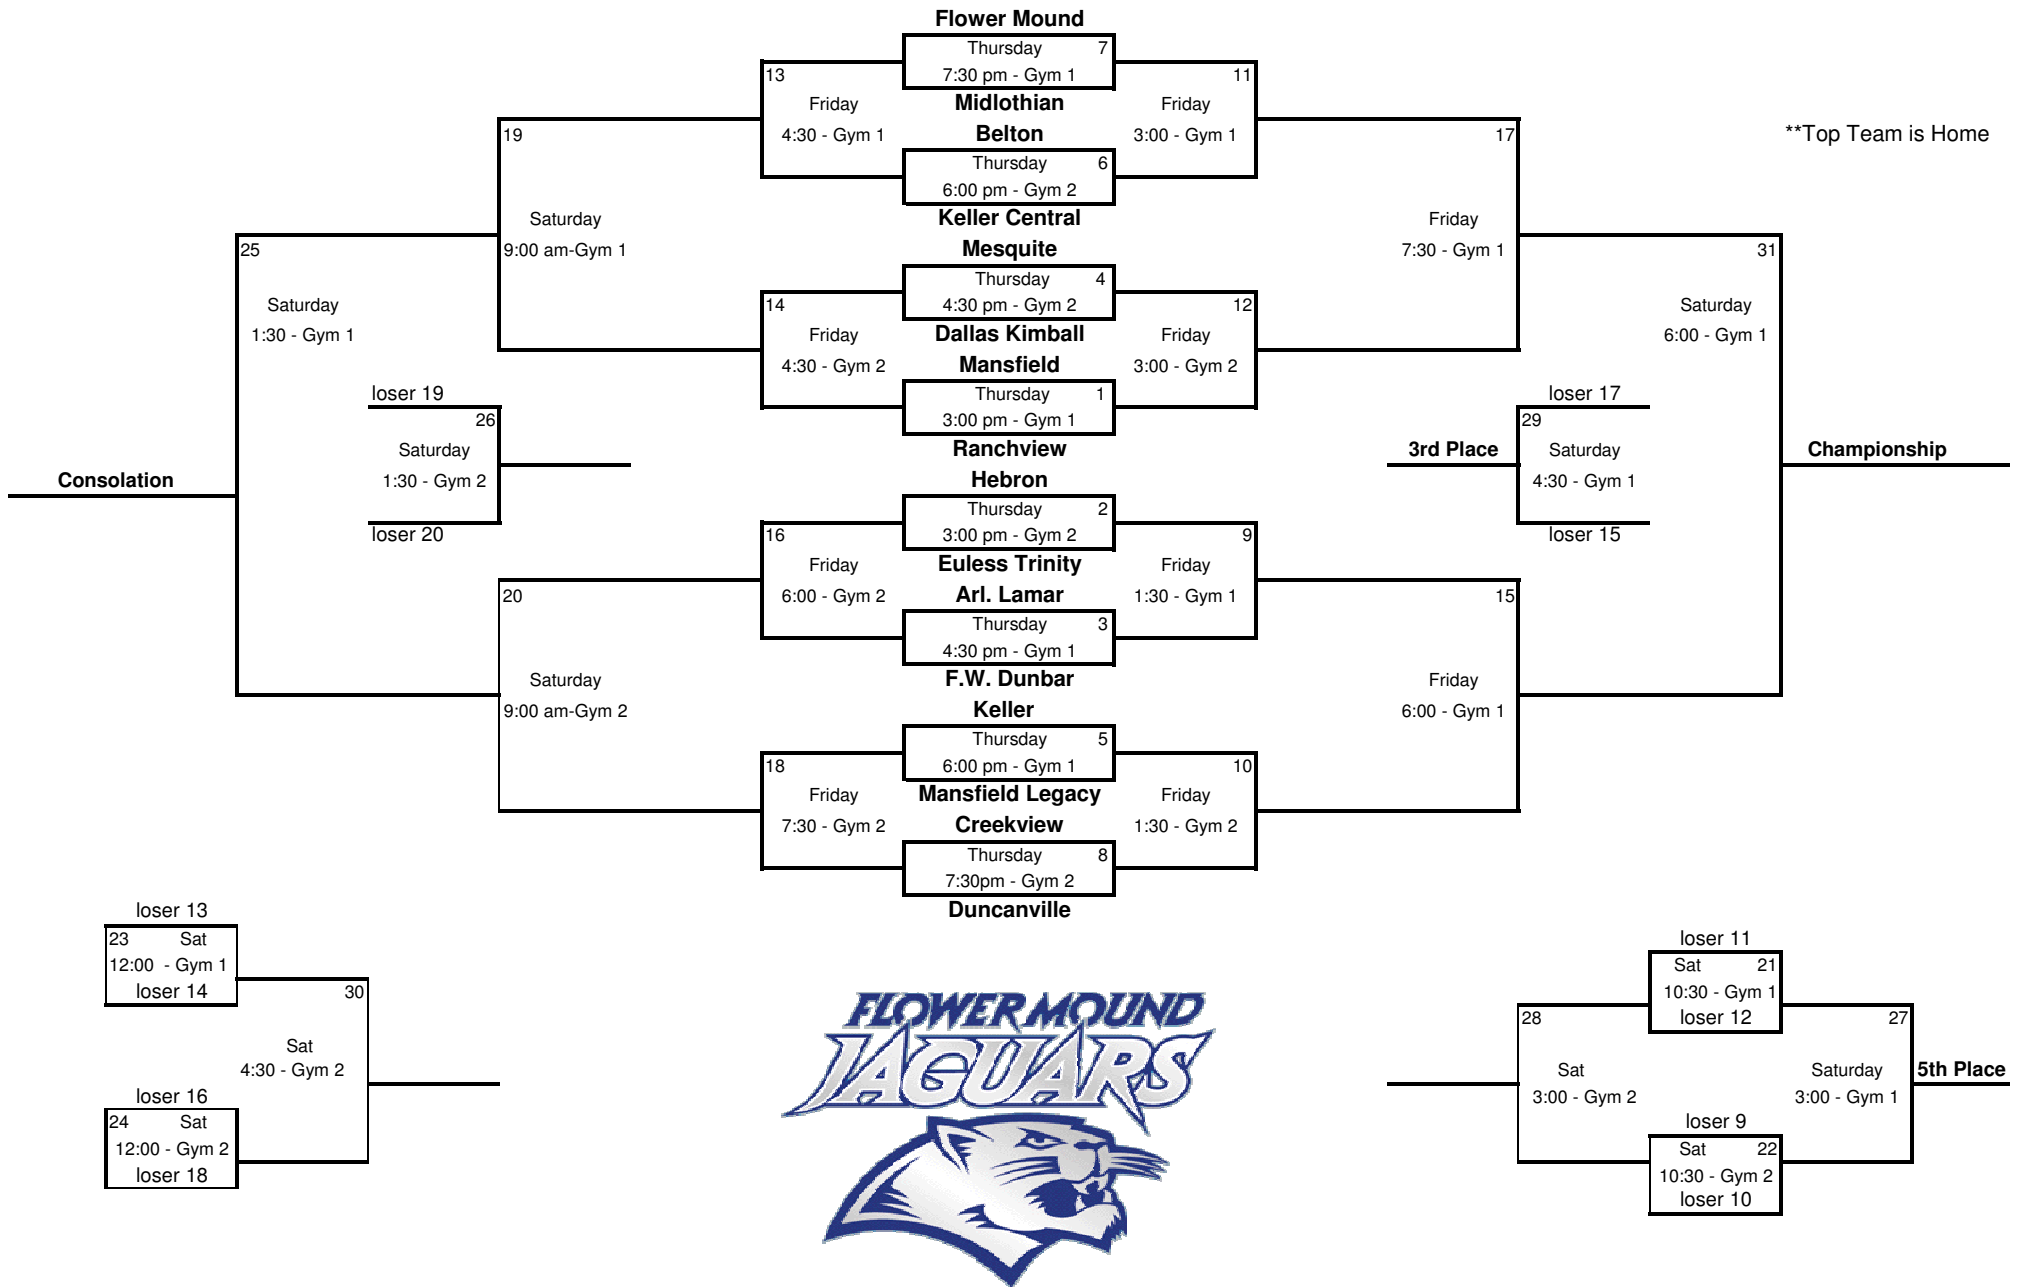 Flower Mound
Thursday 7
7:30 pm - Gym 1
Midlothian
13
Friday
4:30 - Gym 1
11
Friday
3:00 - Gym 1
Belton
Thursday 6
6:00 pm - Gym 2
Keller Central
19
Saturday
9:00 am-Gym 1
17
Friday
7:30 - Gym 1
**Top Team is Home
Mesquite
Thursday 4
4:30 pm - Gym 2
Dallas Kimball
14
Friday
4:30 - Gym 2
12
Friday
3:00 - Gym 2
Mansfield
Thursday 1
3:00 pm - Gym 1
Ranchview
25
Saturday
1:30 - Gym 1
31
Saturday
6:00 - Gym 1
loser 19
26
Saturday
1:30 - Gym 2
loser 20
Consolation
loser 17
29
3rd Place
Saturday
4:30 - Gym 1
loser 15
Championship
Hebron
Thursday 2
3:00 pm - Gym 2
Euless Trinity
16
Friday
6:00 - Gym 2
9
Friday
1:30 - Gym 1
Arl. Lamar
Thursday 3
4:30 pm - Gym 1
F.W. Dunbar
20
Saturday
9:00 am-Gym 2
15
Friday
6:00 - Gym 1
Keller
Thursday 5
6:00 pm - Gym 1
Mansfield Legacy
18
Friday
7:30 - Gym 2
10
Friday
1:30 - Gym 2
Creekview
Thursday 8
7:30pm - Gym 2
Duncanville
loser 13
23 Sat
12:00 - Gym 1
loser 14
30
Sat
4:30 - Gym 2
loser 16
24 Sat
12:00 - Gym 2
loser 18
FLOWER MOUND
JAGUARS
loser 11
Sat 21
10:30 - Gym 1
loser 12
28
Sat
3:00 - Gym 2
27
Saturday
3:00 - Gym 1
5th Place
loser 9
Sat 22
10:30 - Gym 2
loser 10